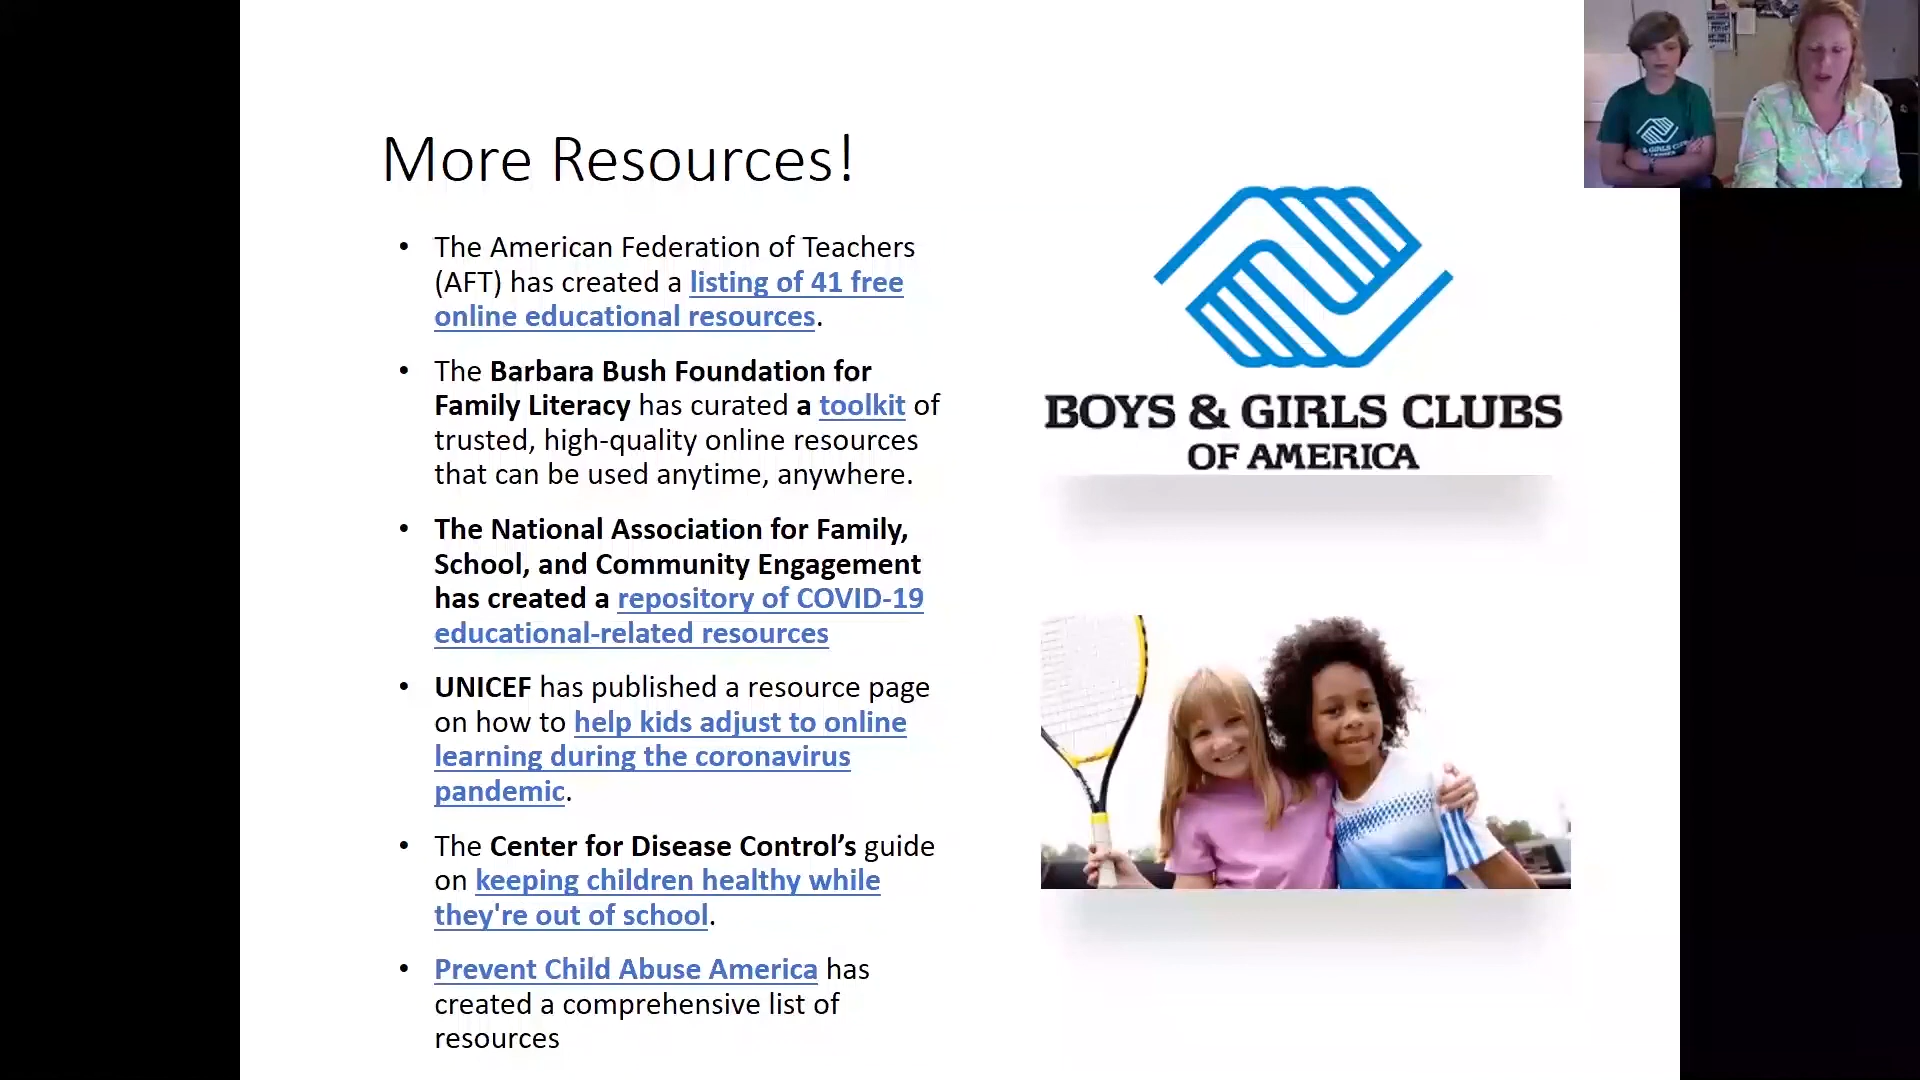 More Resources!
• The American Federation of Teachers
(AFT) has created a listing of 41 free
online educational resources.
• The Barbara Bush Foundation for
Family Literacy has curated a toolkit of
trusted, high-quality online resources
that can be used anytime, anywhere.
• The National Association for Family,
School, and Community Engagement
has created a repository of COVID-19
educational-related resources
• UNICEF has published a resource page
on how to help kids adjust to online
learning during the coronavirus
pandemic.
• The Center for Disease Control’s guide
on keeping children healthy while
they're out of school.
• Prevent Child Abuse America has
created a comprehensive list of
resources
BOYS & GIRLS CLUBS
OF AMERICA
& GIRLS